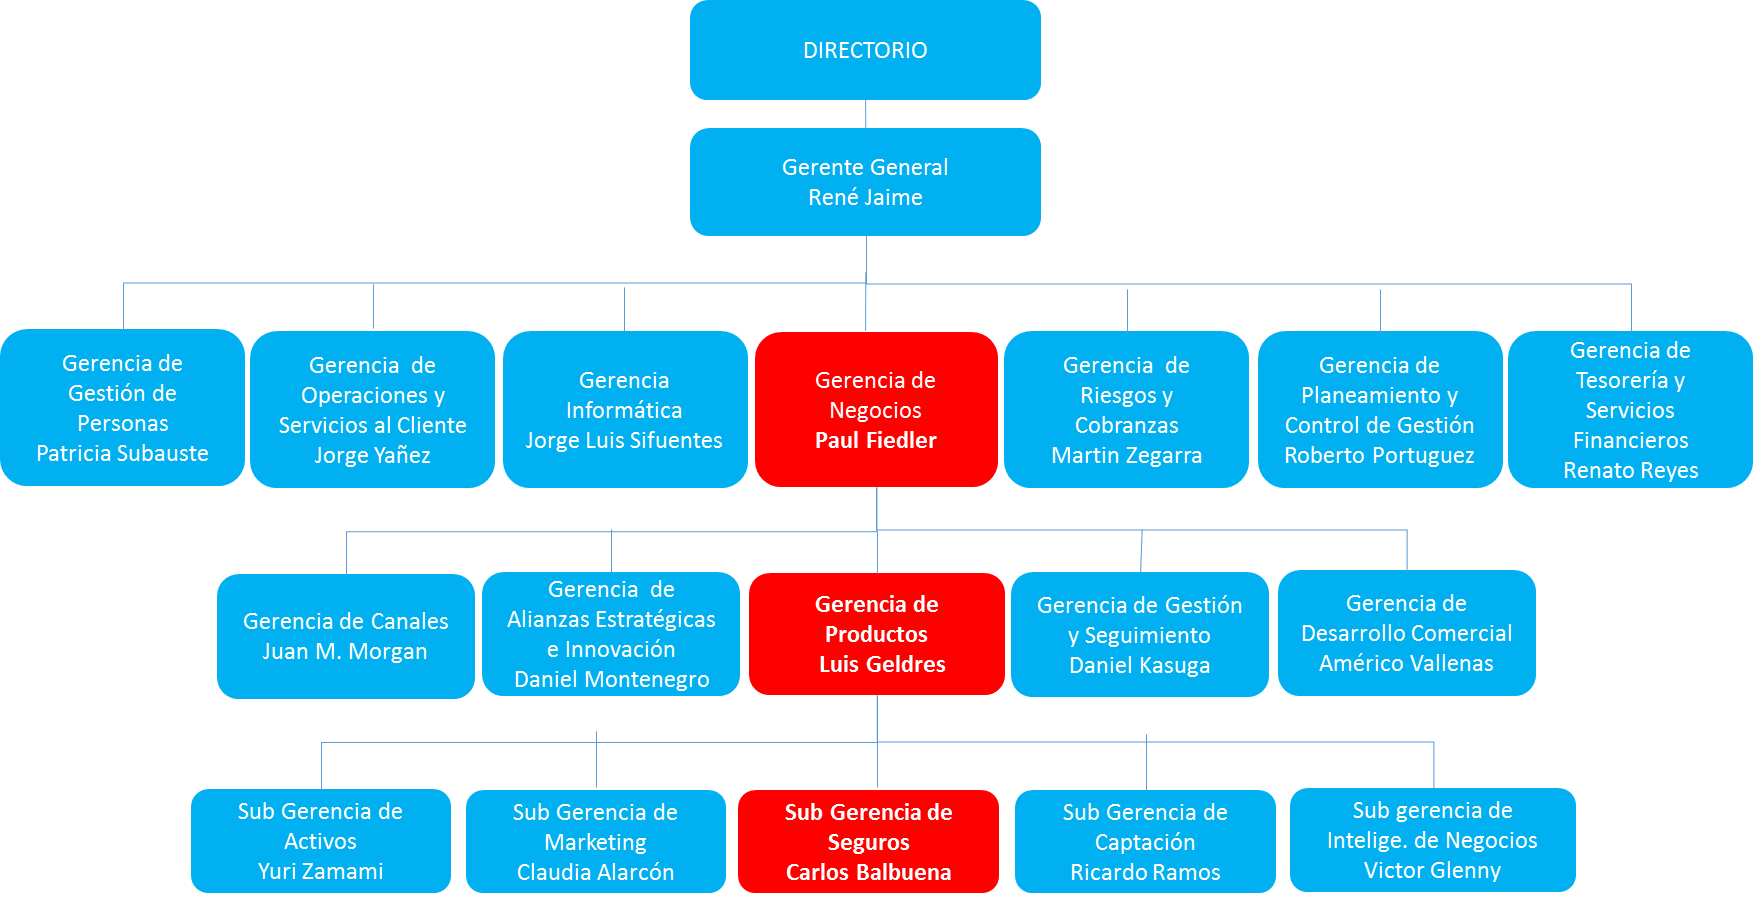 DIRECTORIO
Gerente General
René Jaime
Gerencia de
Gestión de
Personas
Patricia Subauste
Gerencia  de
Operaciones y
Servicios al Cliente
Jorge Yañez
Gerencia
Informática
Jorge Luis Sifuentes
Gerencia de
Negocios
Paul Fiedler
Gerencia  de
Riesgos y
Cobranzas
Martin Zegarra
Gerencia de
Planeamiento y
Control de Gestión
Roberto Portuguez
Gerencia de
Tesorería y
Servicios
Financieros
Renato Reyes
Gerencia de Canales
Juan M. Morgan
Gerencia  de
Alianzas Estratégicas
e Innovación
Daniel Montenegro
Gerencia de
Productos
Luis Geldres
Gerencia de Gestión
y Seguimiento
Daniel Kasuga
Gerencia de
Desarrollo Comercial
Américo Vallenas
Sub Gerencia de
Activos
Yuri Zamami
Sub Gerencia de
Marketing
Claudia Alarcón
Sub Gerencia de
Seguros
Carlos Balbuena
Sub Gerencia de
Captación
Ricardo Ramos
Sub gerencia de
Intelige. de Negocios
Victor Glenny